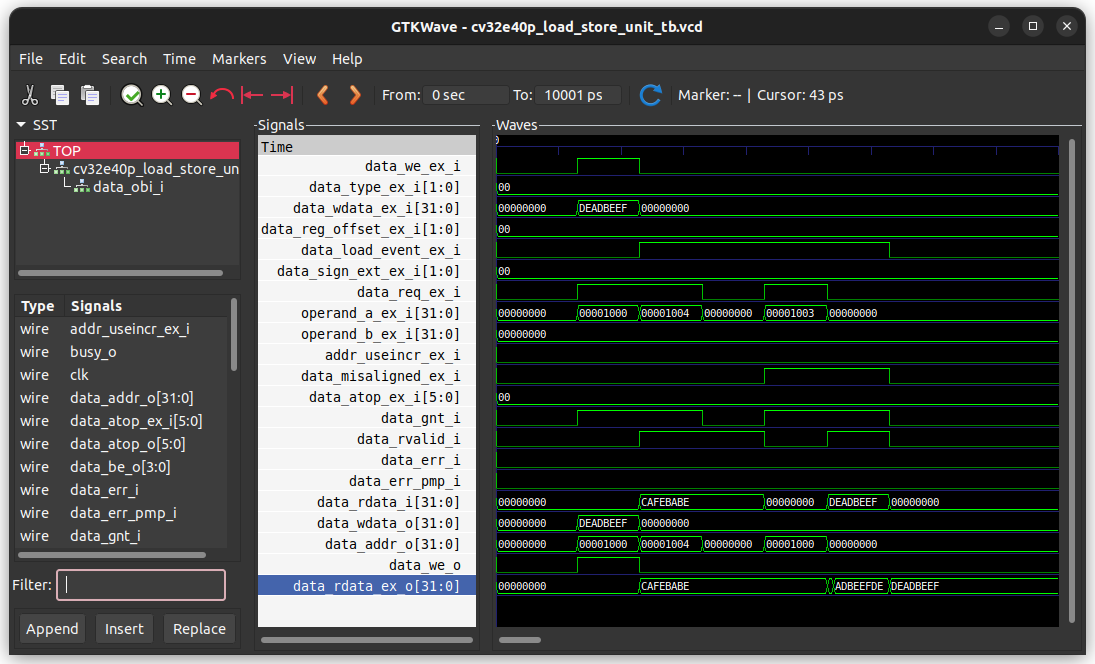 GTKWave - cv32e40p_load_store_unit_tb.vcd
File Edit Search Time Markers View Help
From: 0 sec To: 10001 ps Marker: -- | Cursor: 43 ps
SST
TOP
cv32e40p_load_store_un
data_obi_i
Type Signals
wire addr_useincr_ex_i
wire busy_o
wire clk
wire data_addr_o[31:0]
wire data_atop_ex_i[5:0]
wire data_atop_o[5:0]
wire data_be_o[3:0]
wire data_err_i
wire data_err_pmp_i
wire data_gnt_i
Filter:
Append Insert Replace
Signals
Time
data_we_ex_i
data_type_ex_i[1:0]
data_wdata_ex_i[31:0]
data_reg_offset_ex_i[1:0]
data_load_event_ex_i
data_sign_ext_ex_i[1:0]
data_req_ex_i
operand_a_ex_i[31:0]
operand_b_ex_i[31:0]
addr_useincr_ex_i
data_misaligned_ex_i
data_atop_ex_i[5:0]
data_gnt_i
data_rvalid_i
data_err_i
data_err_pmp_i
data_rdata_i[31:0]
data_wdata_o[31:0]
data_addr_o[31:0]
data_we_o
data_rdata_ex_o[31:0]
Waves
0
00
00000000 DEADBEEF 00000000
00
00
00000000 00001000 00001004 00000000 00001003 00000000
00000000
00
00000000 CAFEBABE 00000000 DEADBEEF 00000000
00000000 DEADBEEF 00000000
00000000 00001000 00001004 00000000 00001000 00000000
00000000 CAFEBABE ADBEEFDE DEADBEEF